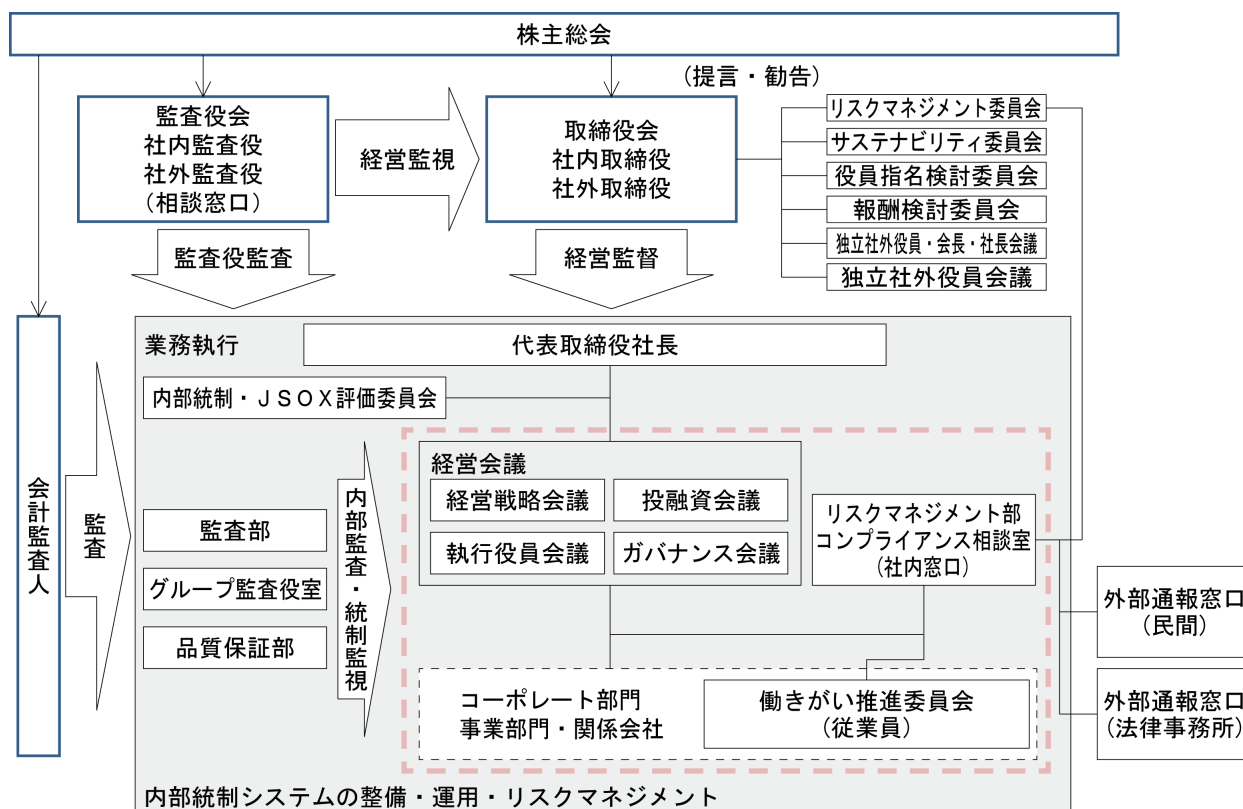 株主総会
(提言・勧告)
監査役会
社内監査役
社外監査役
(相談窓口)
経営監視
取締役会
社内取締役
社外取締役
リスクマネジメント委員会
サステナビリティ委員会
役員指名検討委員会
報酬検討委員会
独立社外役員・会長・社長会議
独立社外役員会議
監査役監査
経営監督
会計監査人
監査
業務執行
代表取締役社長
内部統制・JSOX評価委員会
監査部
グループ監査役室
品質保証部
内部監査・統制監視
経営会議
経営戦略会議
投融資会議
執行役員会議
ガバナンス会議
リスクマネジメント部
コンプライアンス相談室
(社内窓口)
コーポレート部門
事業部門・関係会社
働きがい推進委員会
(従業員)
外部通報窓口
(民間)
外部通報窓口
(法律事務所)
内部統制システムの整備・運用・リスクマネジメント